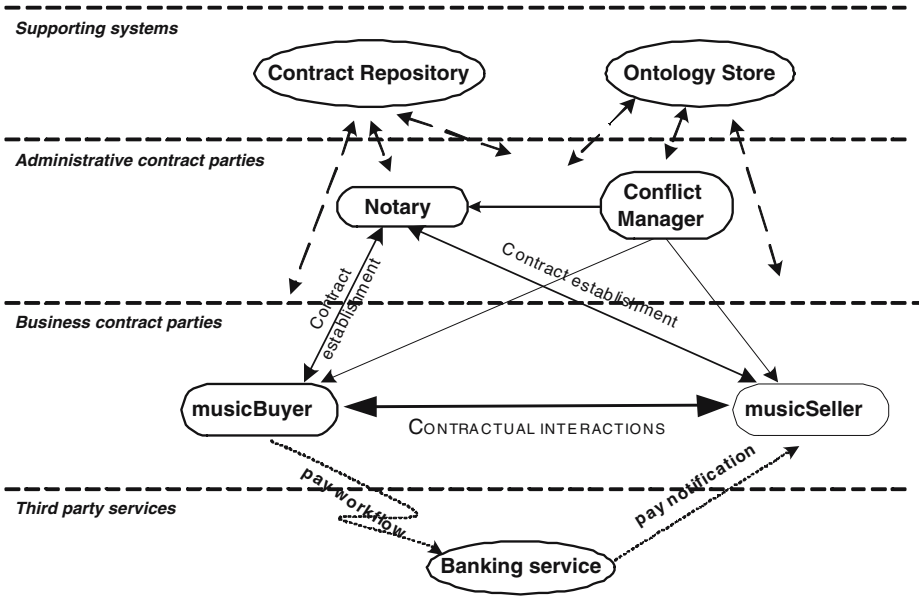 Supporting systems
Contract Repository
Ontology Store
Administrative contract parties
Notary
Conflict
Manager
Contract
establishment
Contract establishment
Business contract parties
musicBuyer
musicSeller
CONTRACTUAL INTERACTIONS
pay workflow
pay notification
Third party services
Banking service